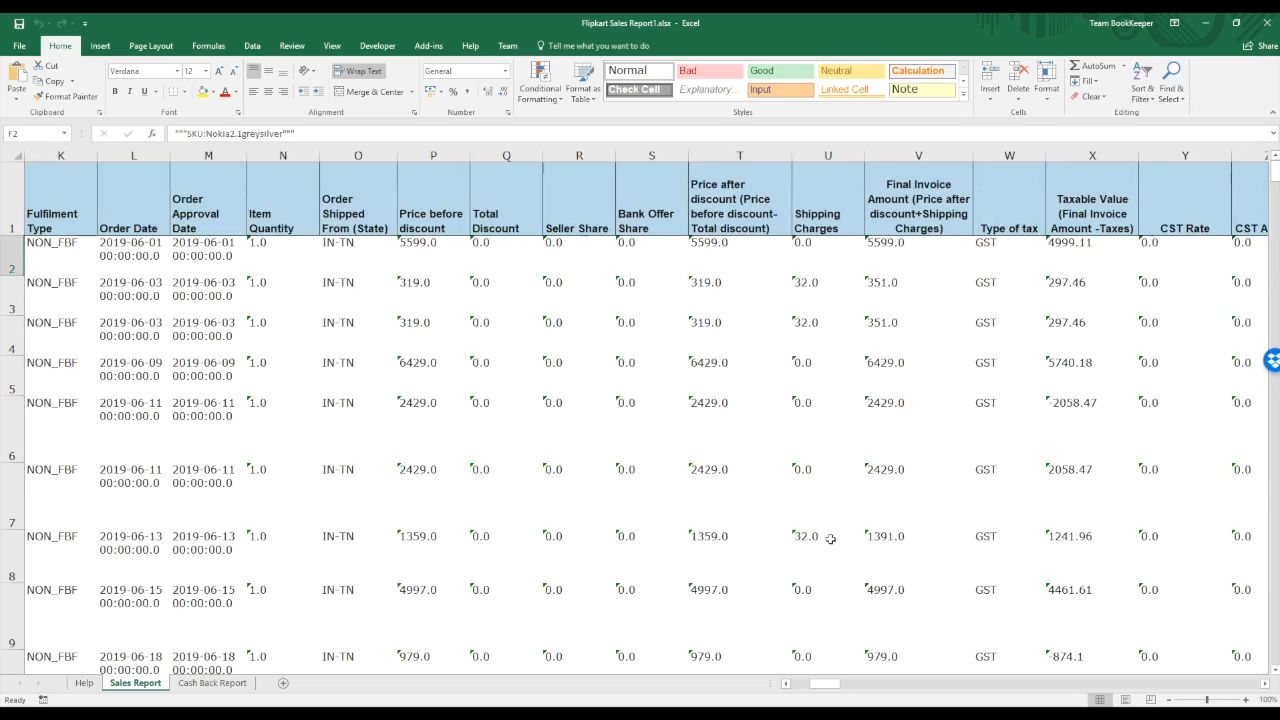 Flipkart Sales Report1.xlsx - Excel
Team BookKeeper
File Home Insert Page Layout Formulas Data Review View Developer Add-ins Help Team Tell me what you want to do Share
Paste
Cut
Copy
Format Painter
Clipboard
Verdana 12
B I U
Font
Wrap Text
Merge & Center
Alignment
General
Number
Conditional Formatting
Format as Table
Normal Bad Good Neutral Calculation
Check Cell Explanatory... Input Linked Cell Note
Styles
Insert Delete Format
Cells
AutoSum
Fill
Clear
Sort & Filter
Find & Select
Editing
F2 """SKU:Nokia2.1greysilver"""
K L M N O P Q R S T U V W X Y Z
1 Fulfilment Type Order Date Order Approval Date Item Quantity Order Shipped From (State) Price before discount Total Discount Seller Share Bank Offer Share Price after discount (Price before discount-Total discount) Shipping Charges Final Invoice Amount (Price after discount+Shipping Charges) Type of tax Taxable Value (Final Invoice Amount -Taxes) CST Rate CST A
2 NON_FBF 2019-06-01 00:00:00.0 2019-06-01 00:00:00.0 1.0 IN-TN 5599.0 0.0 0.0 0.0 5599.0 0.0 5599.0 GST 4999.11 0.0 0.0
3 NON_FBF 2019-06-03 00:00:00.0 2019-06-03 00:00:00.0 1.0 IN-TN 319.0 0.0 0.0 0.0 319.0 32.0 351.0 GST 297.46 0.0 0.0
4 NON_FBF 2019-06-03 00:00:00.0 2019-06-03 00:00:00.0 1.0 IN-TN 319.0 0.0 0.0 0.0 319.0 32.0 351.0 GST 297.46 0.0 0.0
5 NON_FBF 2019-06-09 00:00:00.0 2019-06-09 00:00:00.0 1.0 IN-TN 6429.0 0.0 0.0 0.0 6429.0 0.0 6429.0 GST 5740.18 0.0 0.0
6 NON_FBF 2019-06-11 00:00:00.0 2019-06-11 00:00:00.0 1.0 IN-TN 2429.0 0.0 0.0 0.0 2429.0 0.0 2429.0 GST -2058.47 0.0 0.0
7 NON_FBF 2019-06-11 00:00:00.0 2019-06-11 00:00:00.0 1.0 IN-TN 2429.0 0.0 0.0 0.0 2429.0 0.0 2429.0 GST 2058.47 0.0 0.0
8 NON_FBF 2019-06-13 00:00:00.0 2019-06-13 00:00:00.0 1.0 IN-TN 1359.0 0.0 0.0 0.0 1359.0 32.0 1391.0 GST 1241.96 0.0 0.0
9 NON_FBF 2019-06-15 00:00:00.0 2019-06-15 00:00:00.0 1.0 IN-TN 4997.0 0.0 0.0 0.0 4997.0 0.0 4997.0 GST 4461.61 0.0 0.0
NON_FBF 2019-06-18 00:00:00.0 2019-06-18 00:00:00.0 1.0 IN-TN 979.0 0.0 0.0 0.0 979.0 0.0 979.0 GST -874.1 0.0 0.0
Help Sales Report Cash Back Report
Ready
100%